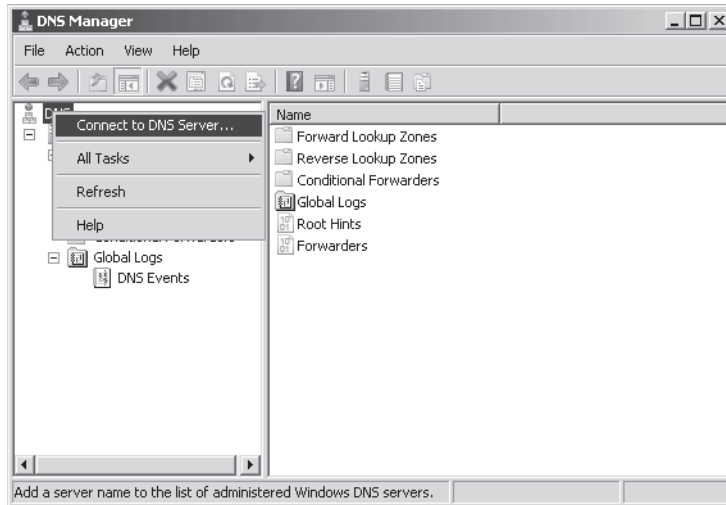 DNS Manager
File Action View Help
DNS
Connect to DNS Server...
All Tasks
Refresh
Help
Global Logs
DNS Events
Name
Forward Lookup Zones
Reverse Lookup Zones
Conditional Forwarders
Global Logs
Root Hints
Forwarders
Add a server name to the list of administered Windows DNS servers.